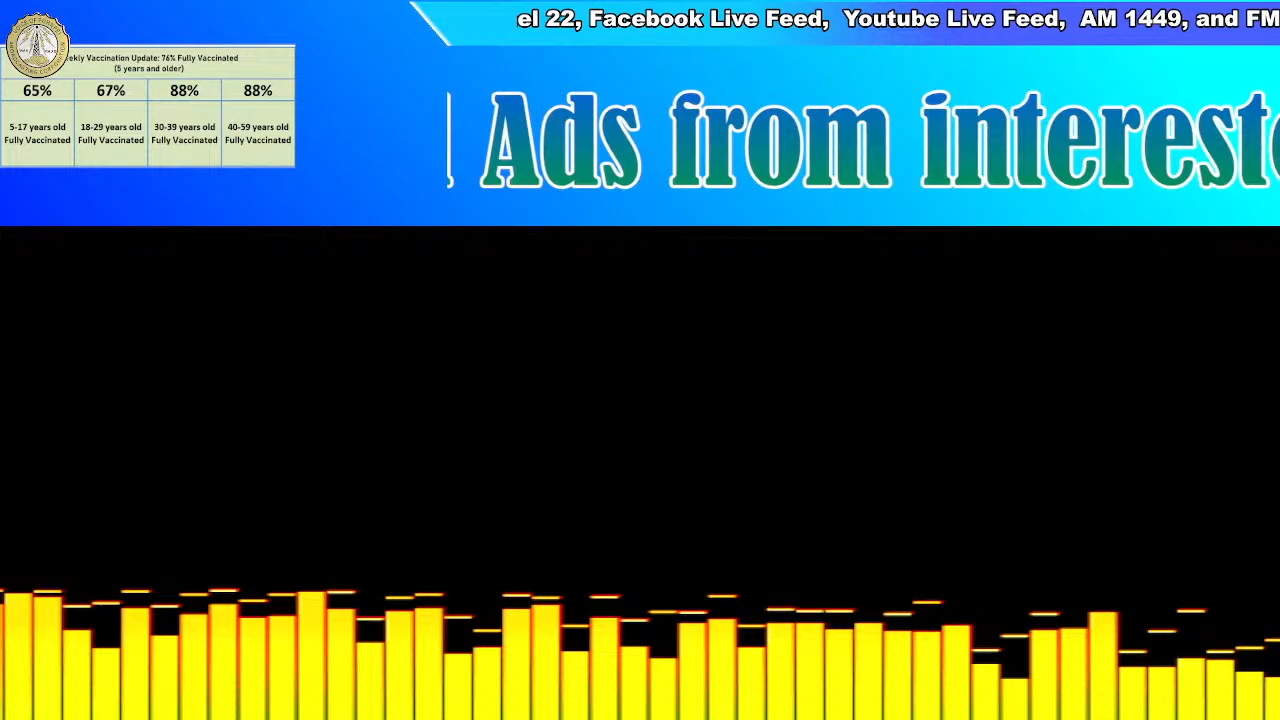 el 22, Facebook Live Feed, Youtube Live Feed, AM 1449, and FM
ekly Vaccination Update: 76% Fully Vaccinated
(5 years and older)
65% 67% 88% 88%
5-17 years old 18-29 years old 30-39 years old 40-59 years old
Fully Vaccinated Fully Vaccinated Fully Vaccinated Fully Vaccinated
Ads from intereste